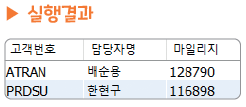 ▶ 실행결과
고객번호 담당자명 마일리지
ATRAN 배순용 128790
PRDSU 한현구 116898